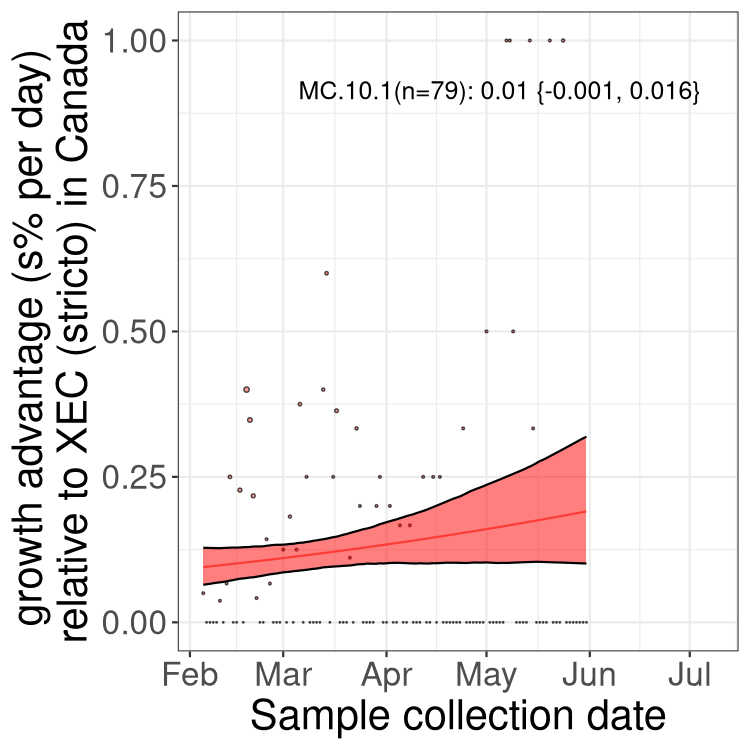 growth advantage (s% per day)
relative to XEC (stricto) in Canada
1.00
0.75
0.50
0.25
0.00
MC.10.1(n=79): 0.01 {-0.001, 0.016}
Feb Mar Apr May Jun Jul
Sample collection date